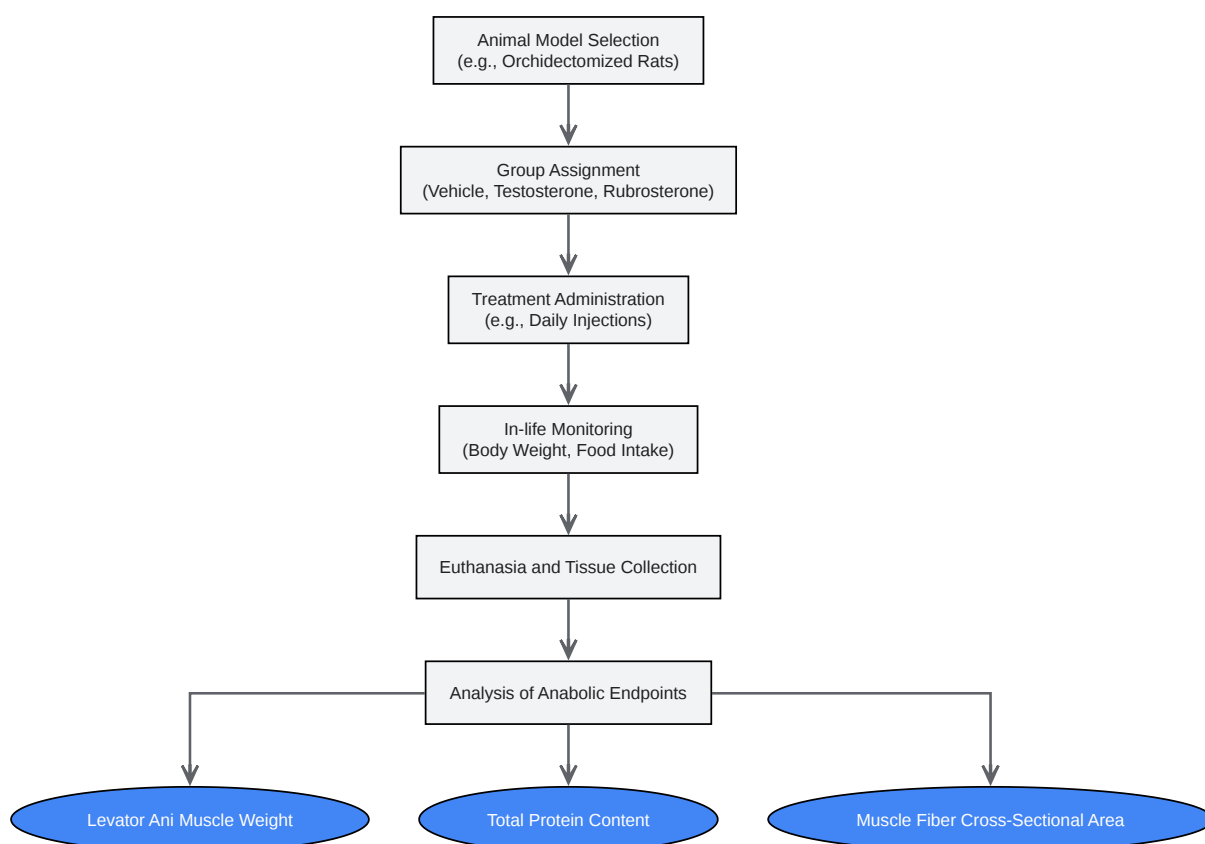 Animal Model Selection
(e.g., Orchidectomized Rats)
Group Assignment
(Vehicle, Testosterone, Rubrosterone)
Treatment Administration
(e.g., Daily Injections)
In-life Monitoring
(Body Weight, Food Intake)
Euthanasia and Tissue Collection
Analysis of Anabolic Endpoints
Levator Ani Muscle Weight
Total Protein Content
Muscle Fiber Cross-Sectional Area